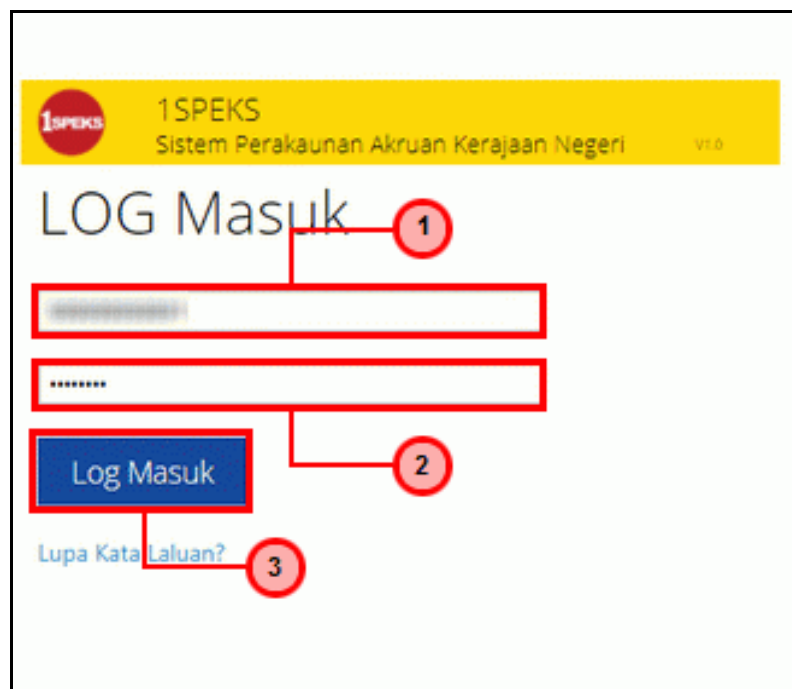 1SPEKS
1SPEKS
Sistem Perakaunan Akruan Kerajaan Negeri V1.0
LOG Masuk
1
••••••••
2
Log Masuk
Lupa Kata Laluan?
3